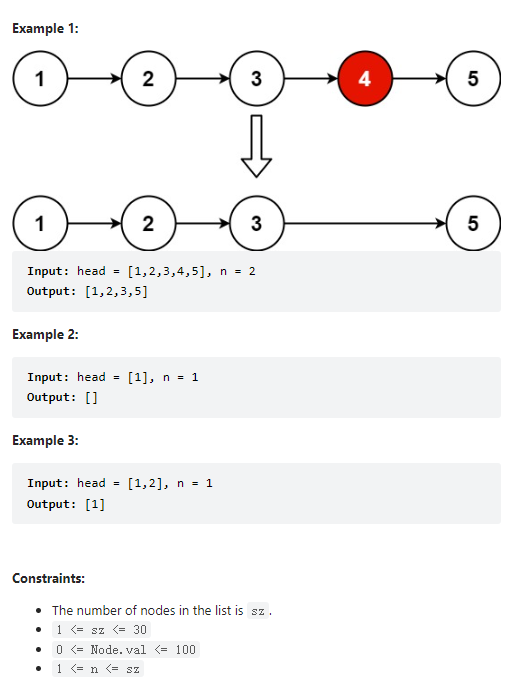 Example 1:
1 2 3 4 5
1 2 3 5
Input: head = [1,2,3,4,5], n = 2
Output: [1,2,3,5]
Example 2:
Input: head = [1], n = 1
Output: []
Example 3:
Input: head = [1,2], n = 1
Output: [1]
Constraints:
• The number of nodes in the list is sz.
• 1 <= sz <= 30
• 0 <= Node.val <= 100
• 1 <= n <= sz